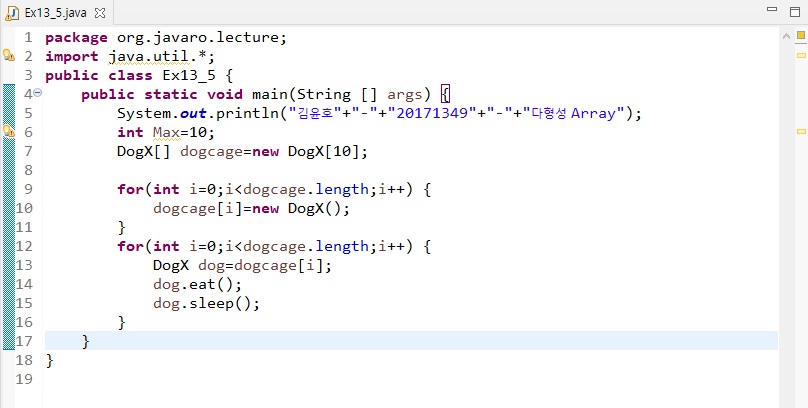 Ex13_5.java
1 package org.javaro.lecture;
2 import java.util.*;
3 public class Ex13_5 {
4 public static void main(String [] args) {
5 System.out.println("김윤호"+"-"+"20171349"+"-"+"다형성 Array");
6 int Max=10;
7 DogX[] dogcage=new DogX[10];
8
9 for(int i=0;i<dogcage.length;i++) {
10 dogcage[i]=new DogX();
11 }
12 for(int i=0;i<dogcage.length;i++) {
13 DogX dog=dogcage[i];
14 dog.eat();
15 dog.sleep();
16 }
17 }
18 }
19